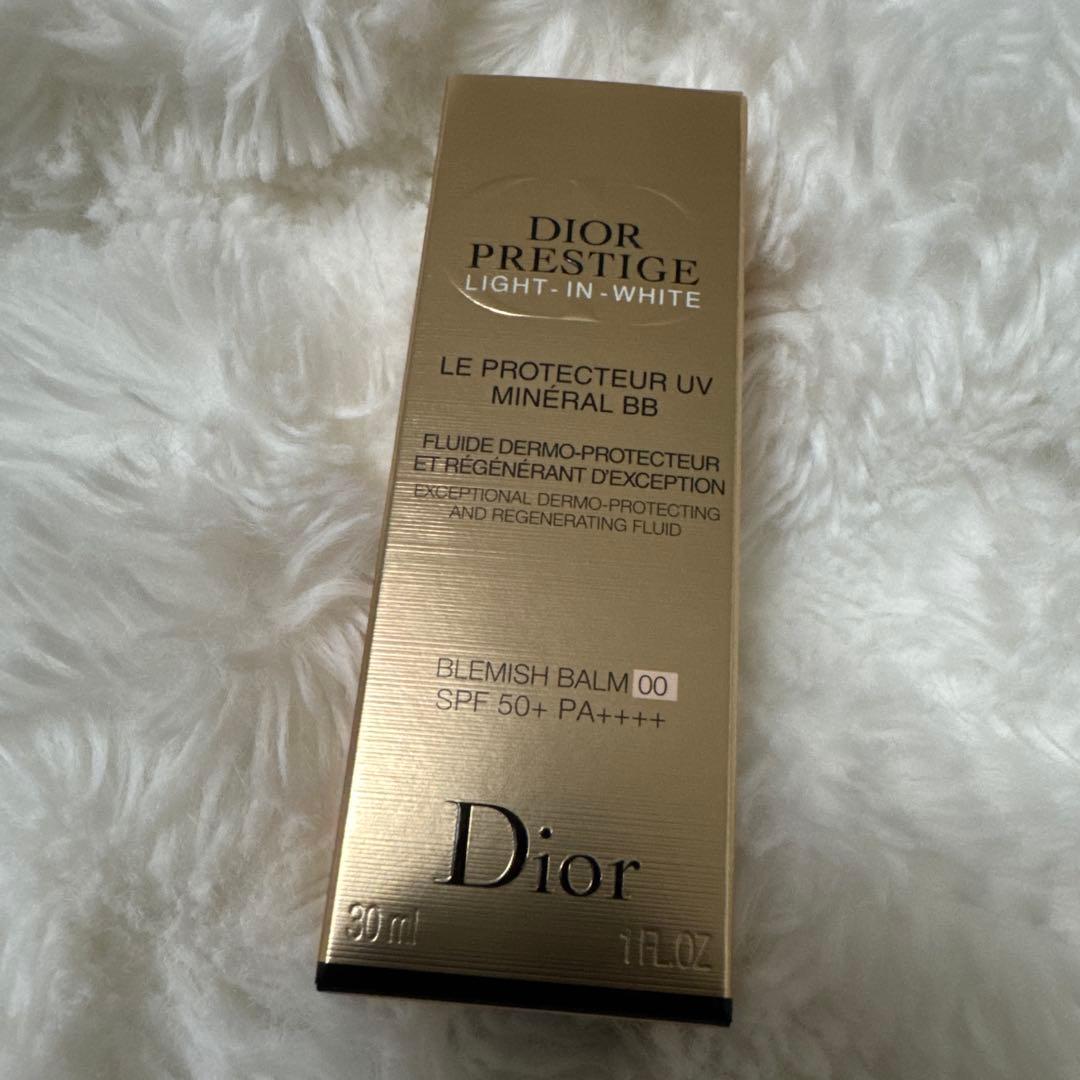 DIOR
PRESTIGE
LIGHT-IN-WHITE
LE PROTECTEUR UV
MINÉRAL BB
FLUIDE DERMO-PROTECTEUR
ET RÉGÉNÉRANT D'EXCEPTION
EXCEPTIONAL DERMO-PROTECTING
AND REGENERATING FLUID
BLEMISH BALM 00
SPF 50+ PA++++
Dior
30 ml 1 FL.OZ